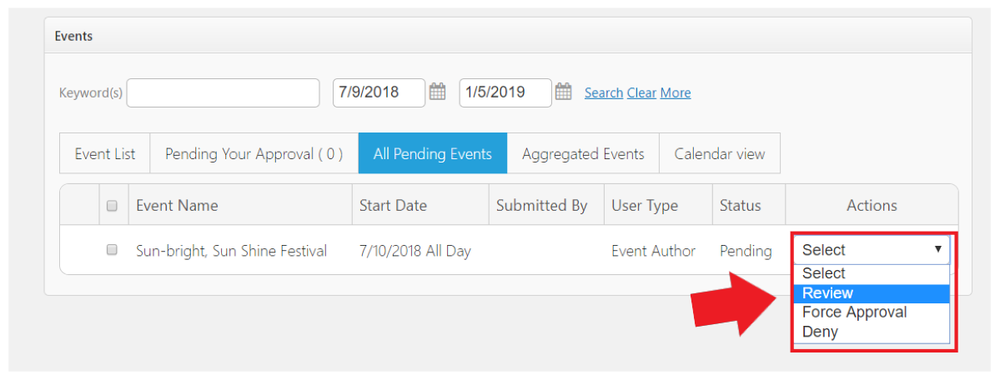 Events
Keyword(s) 7/9/2018 1/5/2019 Search Clear More
Event List Pending Your Approval ( 0 ) All Pending Events Aggregated Events Calendar view
Event Name Start Date Submitted By User Type Status Actions
Sun-bright, Sun Shine Festival 7/10/2018 All Day Event Author Pending Select
Select
Review
Force Approval
Deny